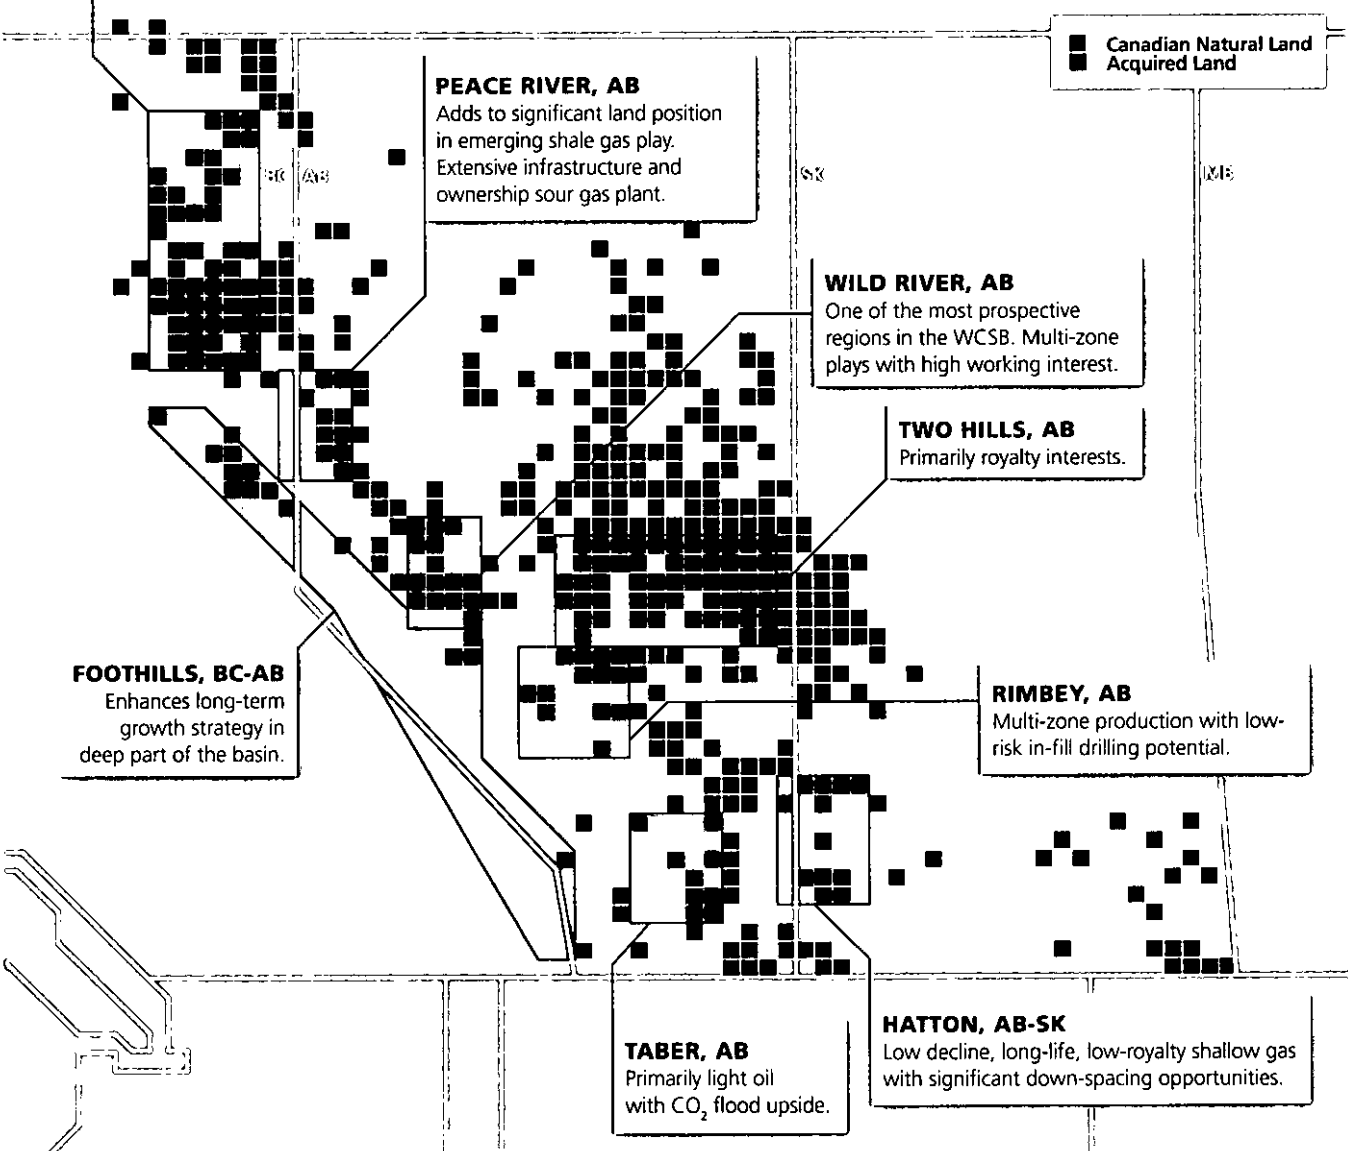 Canadian Natural Land
Acquired Land
PEACE RIVER, AB
Adds to significant land position
in emerging shale gas play.
Extensive infrastructure and
ownership sour gas plant.
AB
SK
WILD RIVER, AB
One of the most prospective
regions in the WCSB. Multi-zone
plays with high working interest.
TWO HILLS, AB
Primarily royalty interests.
FOOTHILLS, BC-AB
Enhances long-term
growth strategy in
deep part of the basin.
RIMBEY, AB
Multi-zone production with low-
risk in-fill drilling potential.
TABER, AB
Primarily light oil
with CO₂ flood upside.
HATTON, AB-SK
Low decline, long-life, low-royalty shallow gas
with significant down-spacing opportunities.